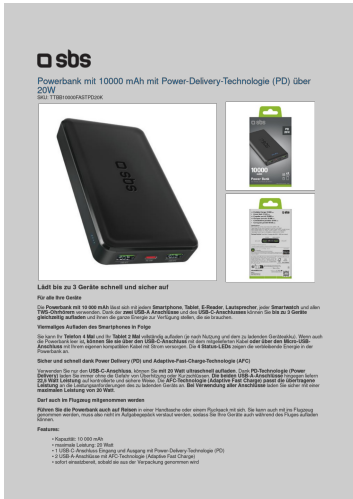 sbs
Powerbank mit 10000 mAh mit Power-Delivery-Technologie (PD) über
20W
SKU: TTBB10000FASTPD20K
sbs
10000
Power Bank
Lädt bis zu 3 Geräte schnell und sicher auf
Für alle Ihre Geräte
Die Powerbank mit 10 000 mAh lässt sich mit jedem Smartphone, Tablet, E-Reader, Lautsprecher, jeder Smartwatch und allen
TWS-Ohrhörern verwenden. Dank der zwei USB-A Anschlüsse und des USB-C-Anschlusses können Sie bis zu 3 Geräte
gleichzeitig aufladen und ihnen die ganze Energie zur Verfügung stellen, die sie brauchen.
Viermaliges Aufladen des Smartphones in Folge
Sie kann Ihr Telefon 4 Mal und Ihr Tablet 2 Mal vollständig aufladen (je nach Nutzung und dem zu ladenden Geräteakku). Wenn auch
die Powerbank leer ist, können Sie sie über den USB-C-Anschluss mit dem mitgelieferten Kabel oder über den Micro-USB-
Anschluss mit Ihrem eigenen kompatiblen Kabel mit Strom versorgen. Die 4 Status-LEDs zeigen die verbleibende Energie in der
Powerbank an.
Sicher und schnell dank Power Delivery (PD) und Adaptive-Fast-Charge-Technologie (AFC)
Verwenden Sie nur den USB-C-Anschluss, können Sie mit 20 Watt ultraschnell aufladen. Dank PD-Technologie (Power
Delivery) laden Sie immer ohne die Gefahr von Überhitzung oder Kurzschlüssen. Die beiden USB-A-Anschlüsse hingegen liefern
22,5 Watt Leistung auf kontrollierte und sichere Weise. Die AFC-Technologie (Adaptive Fast Charge) passt die übertragene
Leistung an die Leistungsanforderungen des zu ladenden Geräts an. Bei Verwendung aller Anschlüsse laden Sie sicher mit einer
maximalen Leistung von 20 Watt.
Darf auch im Flugzeug mitgenommen werden
Führen Sie die Powerbank auch auf Reisen in einer Handtasche oder einem Rucksack mit sich. Sie kann auch mit ins Flugzeug
genommen werden, muss also nicht im Aufgabegepäck verstaut werden, sodass Sie Ihre Geräte auch während des Fluges aufladen
können.
Features:
• Kapazität: 10 000 mAh
• maximale Leistung: 20 Watt
• 1 USB-C Anschluss Eingang und Ausgang mit Power-Delivery-Technologie (PD)
• 2 USB-A-Anschlüsse mit AFC-Technologie (Adaptive Fast Charge)
• sofort einsatzbereit, sobald sie aus der Verpackung genommen wird